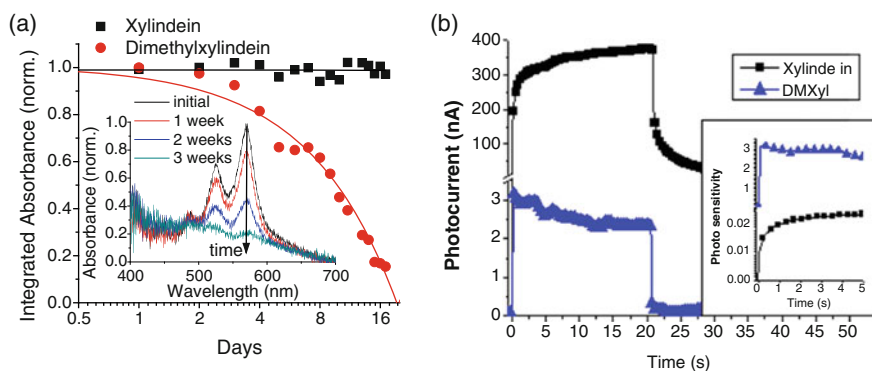 (a)
Xylindein
Dimethylxylindein
Integrated Absorbance (norm.)
1.0
0.8
0.6
0.4
0.2
0.0
0.5 1 2 4 8 16
Days
initial
1 week
2 weeks
3 weeks
Absorbance (norm.)
1.0
0.8
0.6
0.4
0.2
0.0
400 500 600 700
Wavelength (nm)
time
(b)
Photocurrent (nA)
400
300
200
100
3
2
1
0
0 5 10 15 20 25 30 35 40 45 50
Time (s)
Xylinde in
DMXyl
Photo sensitivity
3
2
1
0.02
0.01
0.00
0 1 2 3 4 5
Time (s)